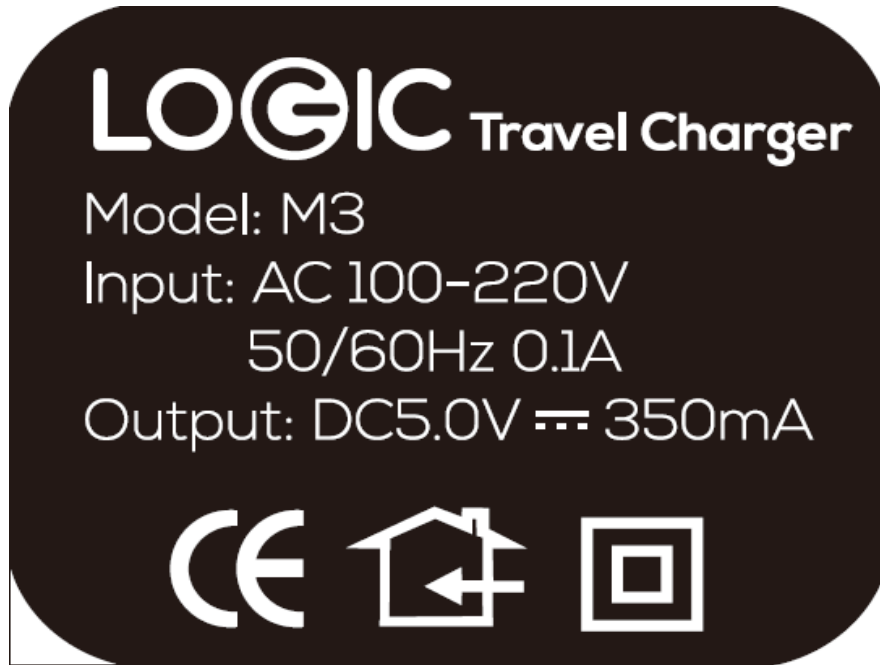 LOGIC Travel Charger
Model: M3
Input: AC 100-220V
50/60Hz 0.1A
Output: DC5.0V ⎓ 350mA
CE